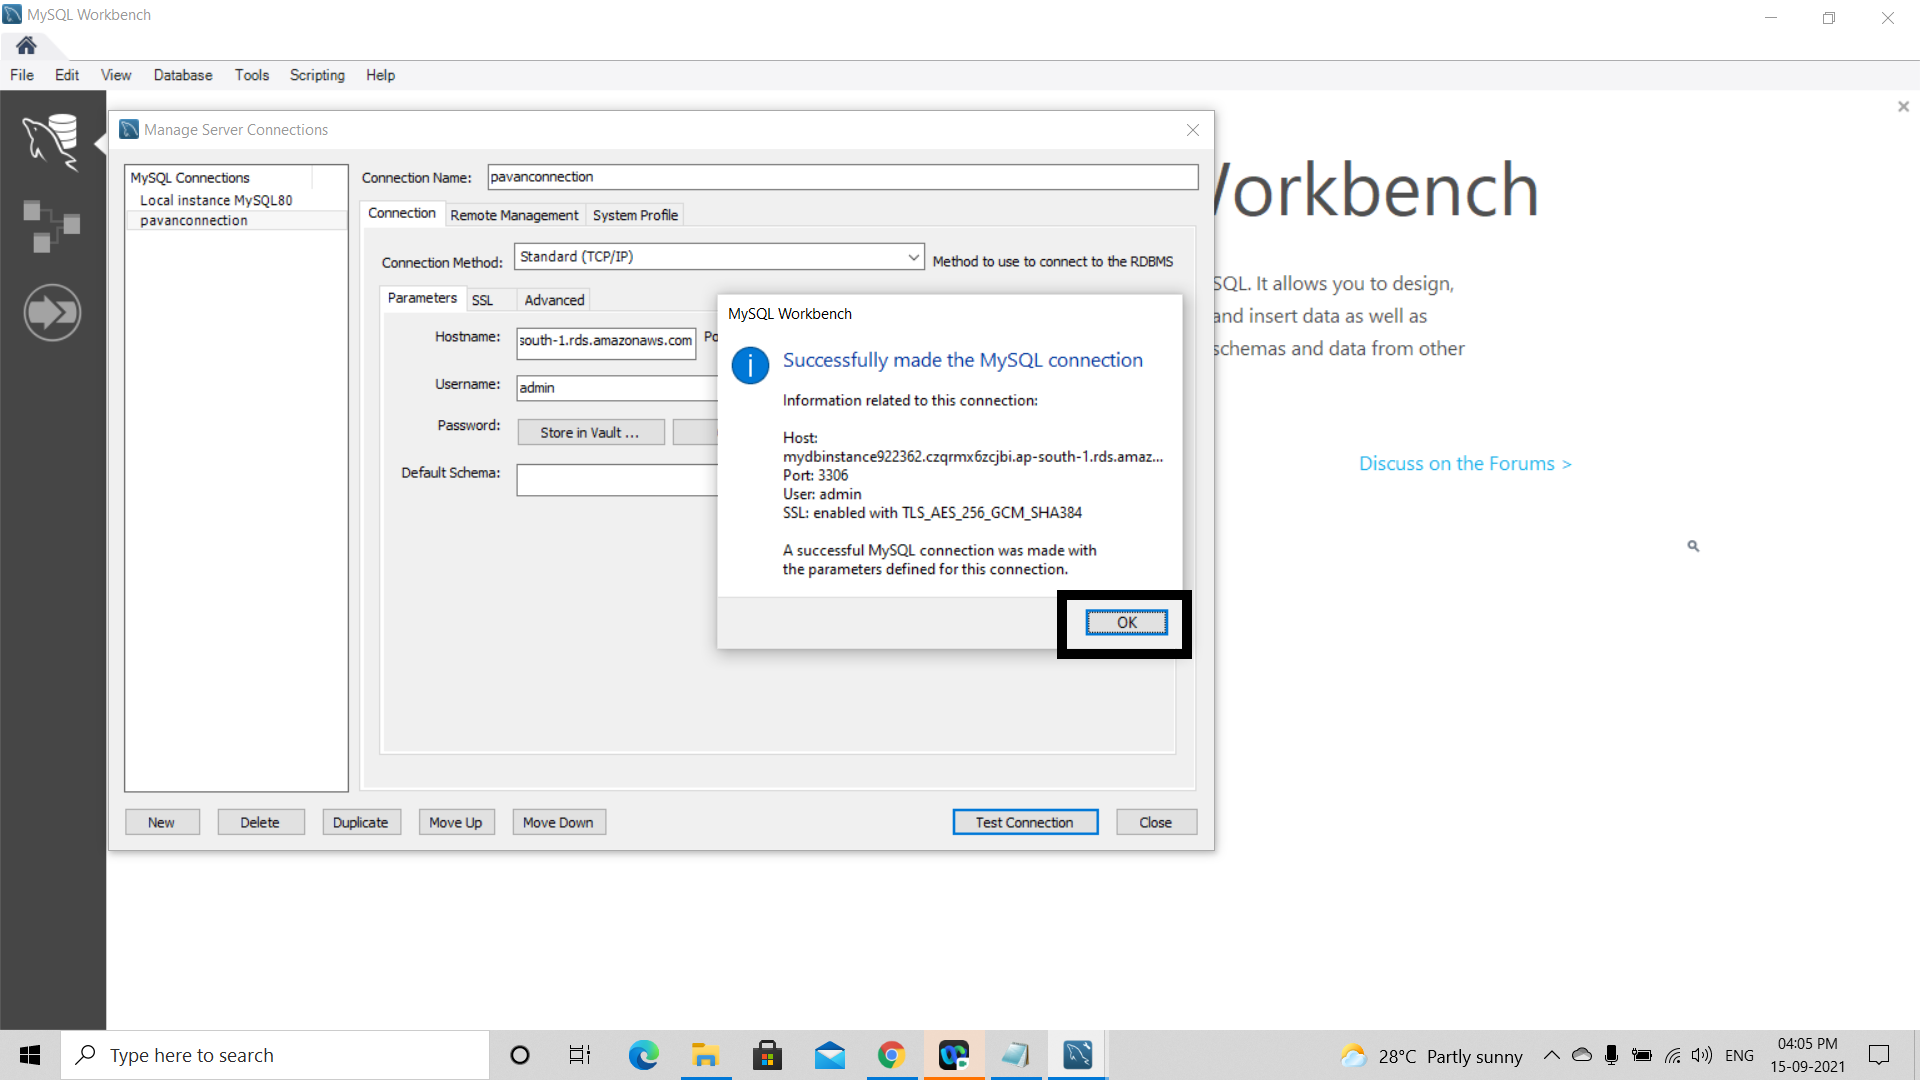 MySQL Workbench
File Edit View Database Tools Scripting Help
Manage Server Connections
MySQL Connections
Local instance MySQL80
pavanconnection
Connection Name: pavanconnection
Connection Remote Management System Profile
Connection Method: Standard (TCP/IP) Method to use to connect to the RDBMS
Parameters SSL Advanced
Hostname: south-1.rds.amazonaws.com Po
Username: admin
Password: Store in Vault ...
Default Schema:
MySQL Workbench
Successfully made the MySQL connection
Information related to this connection:
Host:
mydbinstance922362.czqrmx6zcjbi.ap-south-1.rds.amaz...
Port: 3306
User: admin
SSL: enabled with TLS_AES_256_GCM_SHA384
A successful MySQL connection was made with
the parameters defined for this connection.
OK
New Delete Duplicate Move Up Move Down Test Connection Close
Workbench
SQL. It allows you to design,
and insert data as well as
schemas and data from other
Discuss on the Forums >
Type here to search
28°C Partly sunny
ENG
04:05 PM
15-09-2021